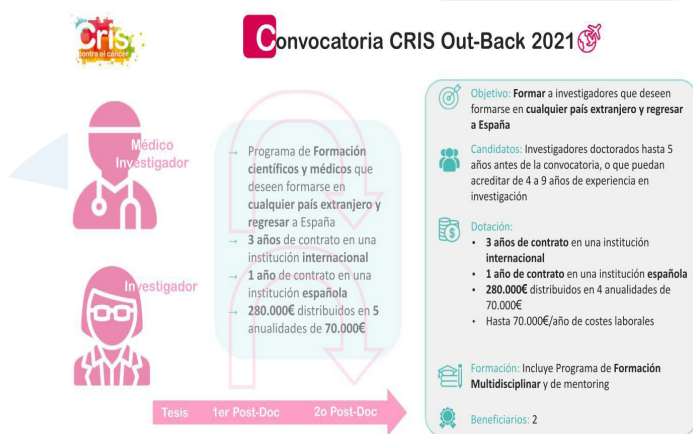 Cris
contra el cáncer
Convocatoria CRIS Out-Back 2021
Médico
Investigador
Investigador
→ Programa de Formación
científicos y médicos que
deseen formarse en
cualquier país extranjero y
regresar a España
→ 3 años de contrato en una
institución internacional
→ 1 año de contrato en una
institución española
→ 280.000€ distribuidos en 5
anualidades de 70.000€
Tesis 1er Post-Doc 2o Post-Doc
Objetivo: Formar a investigadores que deseen
formarse en cualquier país extranjero y regresar
a España
Candidatos: Investigadores doctorados hasta 5
años antes de la convocatoria, o que puedan
acreditar de 4 a 9 años de experiencia en
investigación
Dotación:
• 3 años de contrato en una institución
internacional
• 1 año de contrato en una institución española
• 280.000€ distribuidos en 4 anualidades de
70.000€
• Hasta 70.000€/año de costes laborales
Formación: Incluye Programa de Formación
Multidisciplinar y de mentoring
Beneficiarios: 2